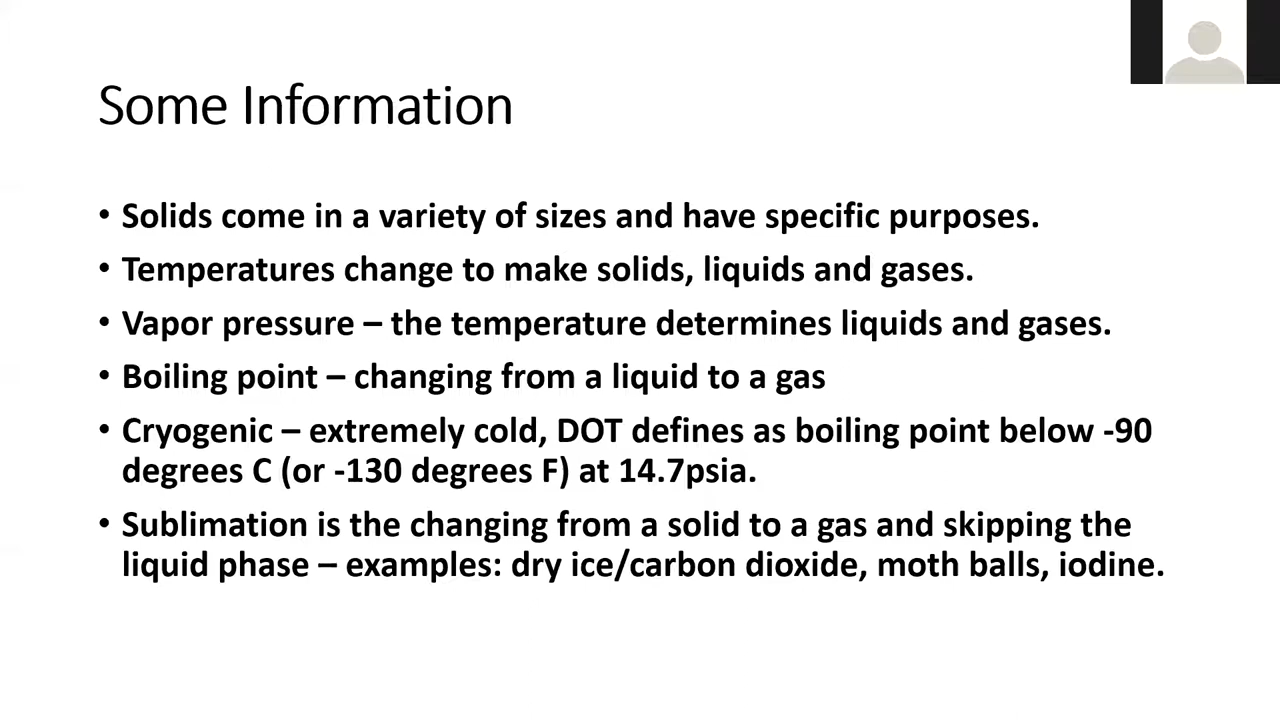 Some Information
• Solids come in a variety of sizes and have specific purposes.
• Temperatures change to make solids, liquids and gases.
• Vapor pressure – the temperature determines liquids and gases.
• Boiling point – changing from a liquid to a gas
• Cryogenic – extremely cold, DOT defines as boiling point below -90
degrees C (or -130 degrees F) at 14.7psia.
• Sublimation is the changing from a solid to a gas and skipping the
liquid phase – examples: dry ice/carbon dioxide, moth balls, iodine.